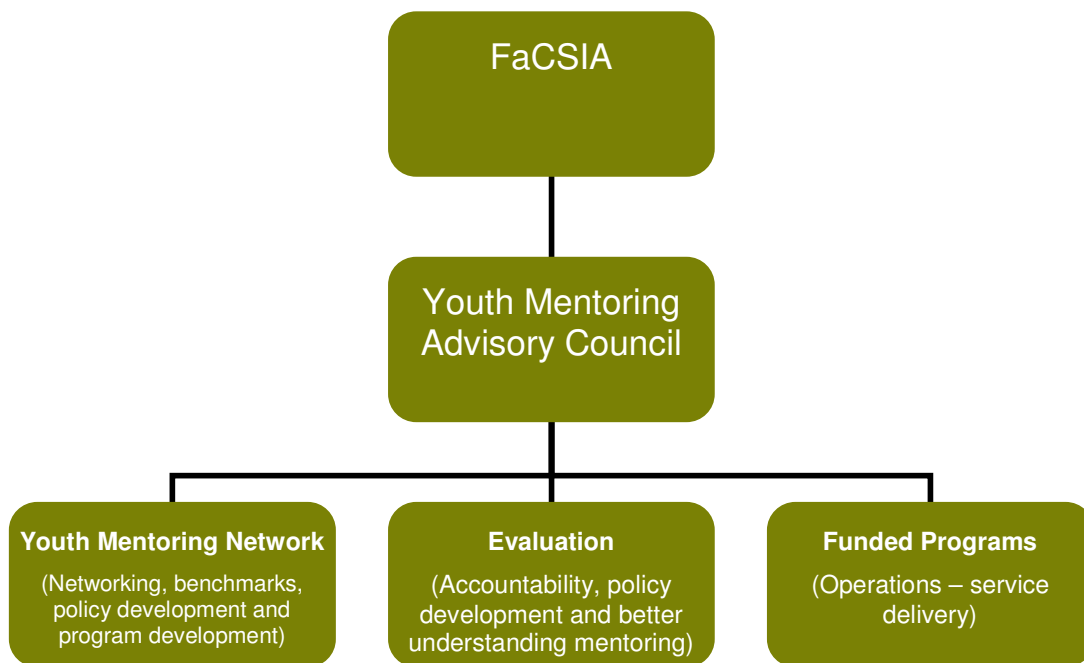 FaCSIA
Youth Mentoring
Advisory Council
Youth Mentoring Network
(Networking, benchmarks,
policy development and
program development)
Evaluation
(Accountability, policy
development and better
understanding mentoring)
Funded Programs
(Operations – service
delivery)